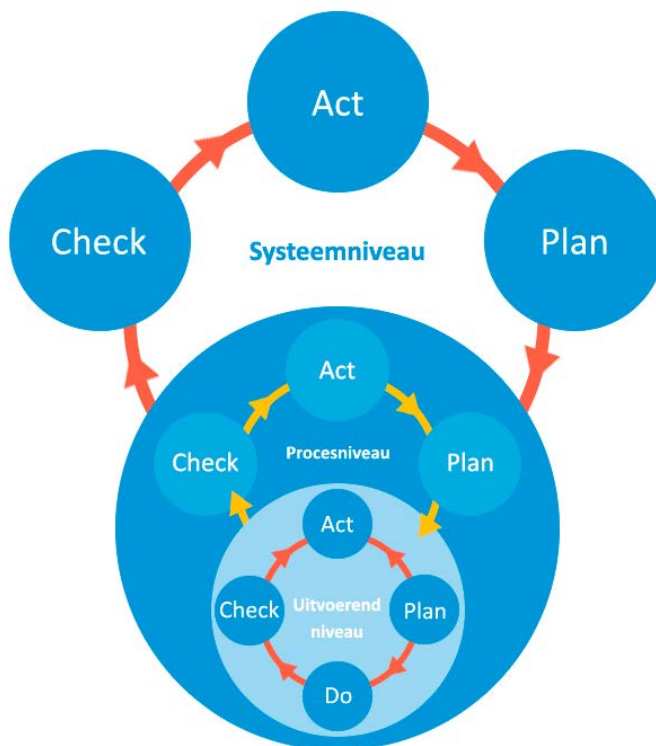 Act
Check
Plan
Systeemniveau
Act
Check
Procesniveau
Plan
Act
Check
Uitvoerend
niveau
Plan
Do